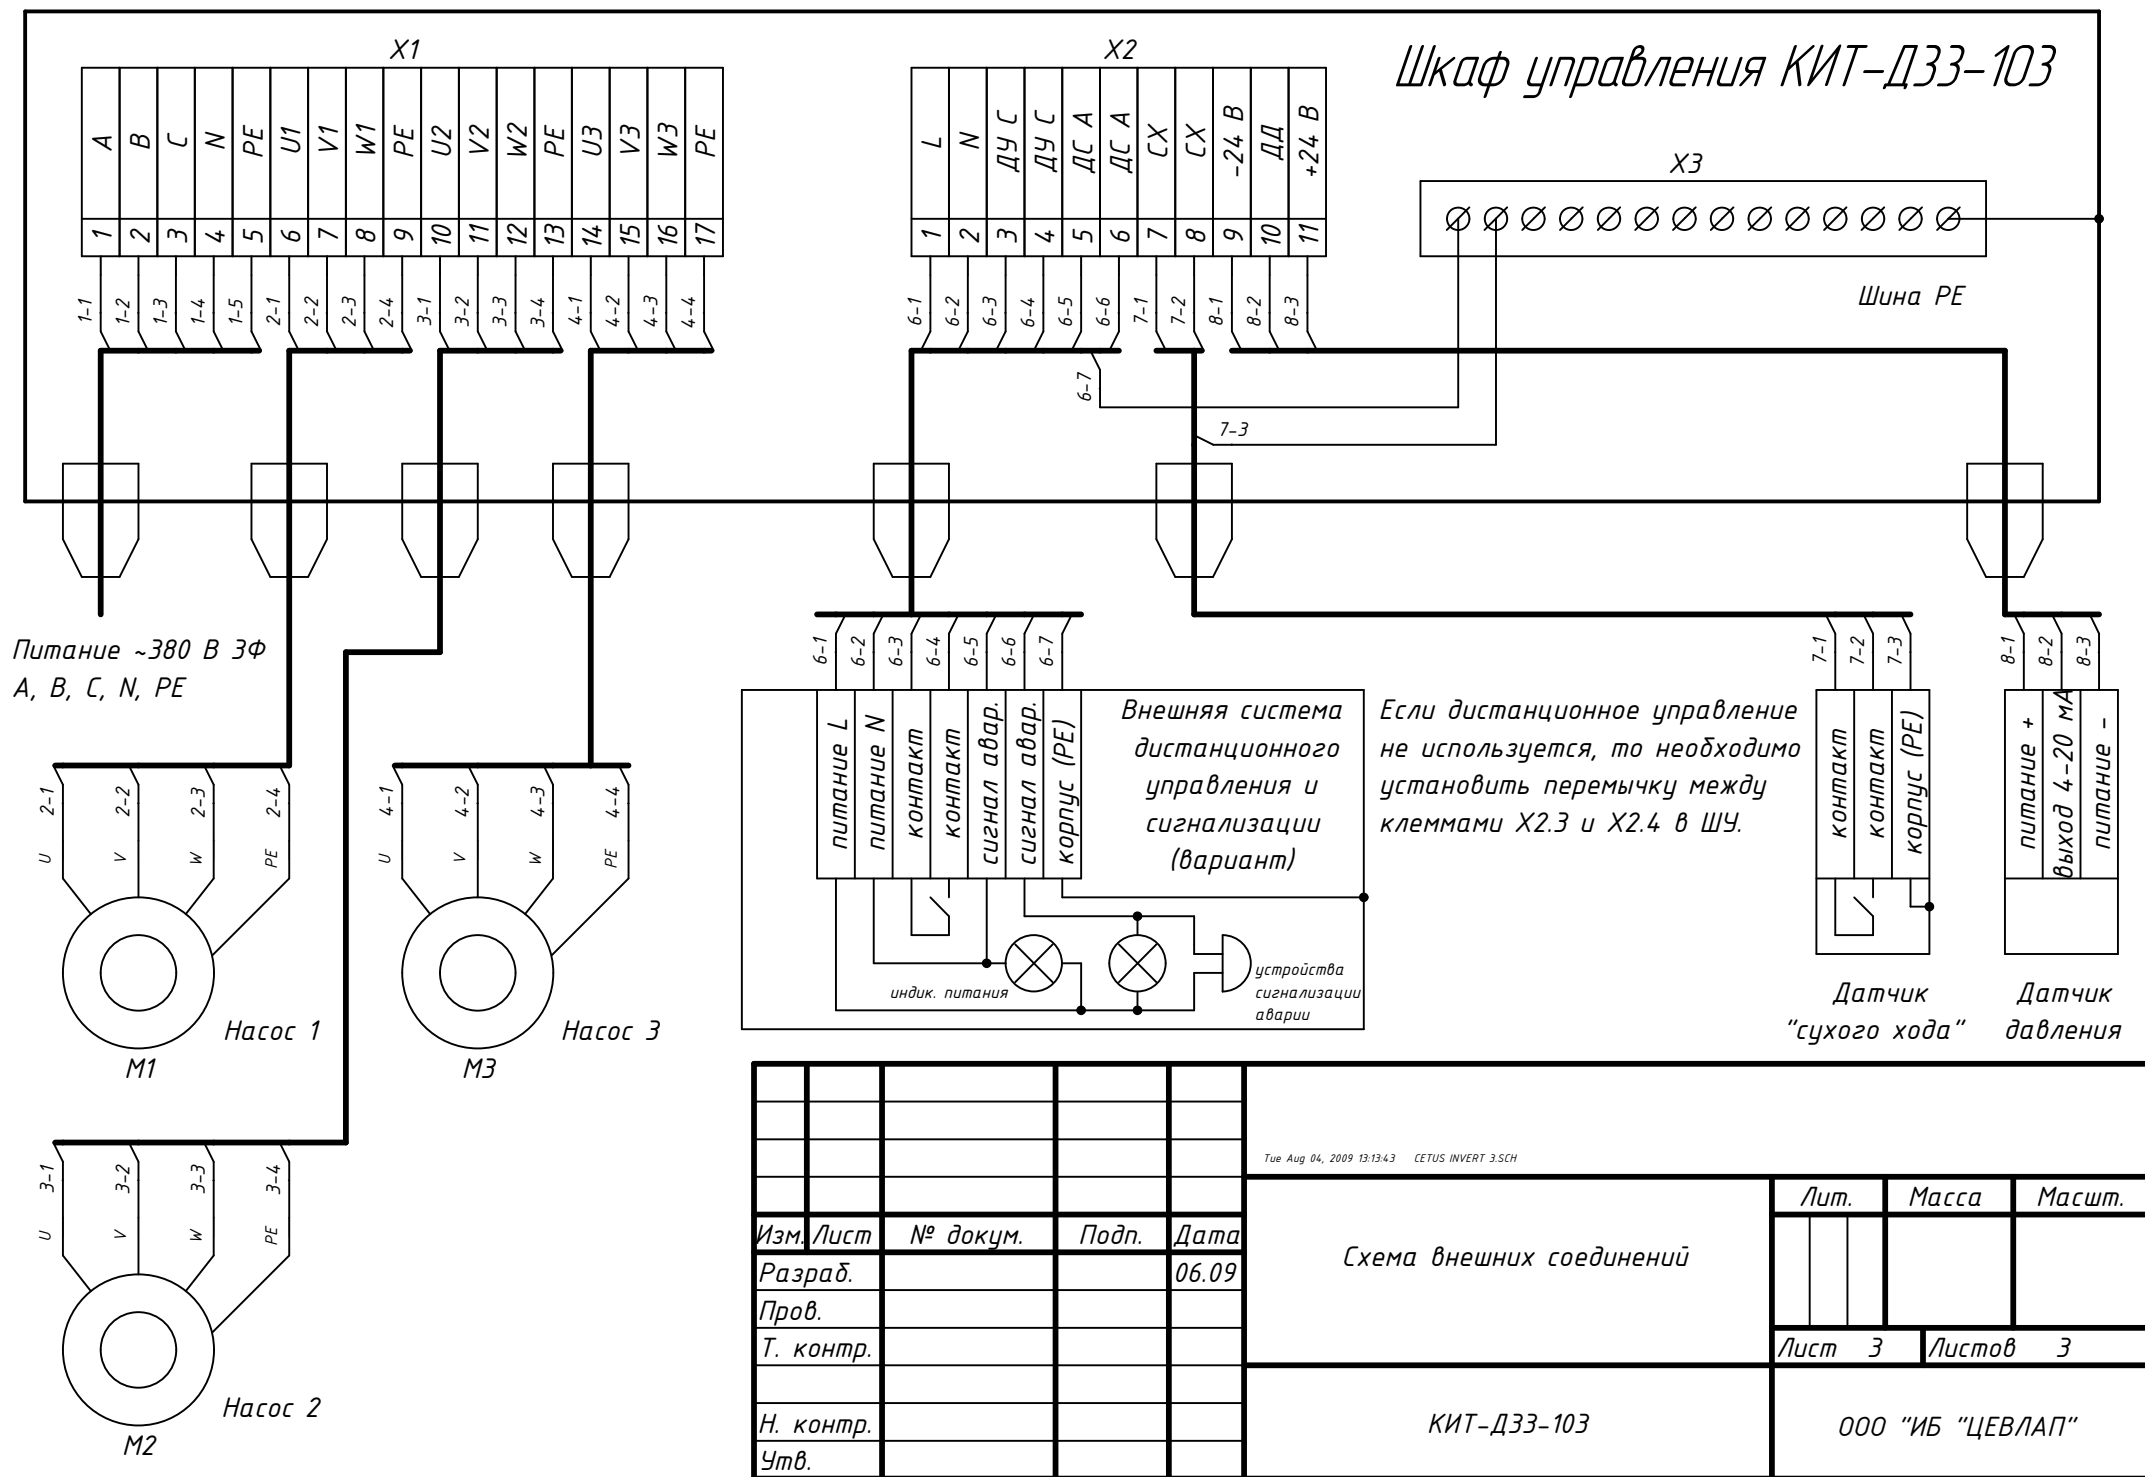 X1
X2
Шкаф управления КИТ-Д33-103
A
B
C
N
PE
U1
V1
W1
PE
U2
V2
W2
PE
U3
V3
W3
PE
1
2
3
4
5
6
7
8
9
10
11
12
13
14
15
16
17
L
N
ДУ С
ДУ С
ДС А
ДС А
СХ
СХ
-24 В
ДД
+24 В
1
2
3
4
5
6
7
8
9
10
11
X3
Шина PE
1-1
1-2
1-3
1-4
1-5
2-1
2-2
2-3
2-4
3-1
3-2
3-3
3-4
4-1
4-2
4-3
4-4
6-1
6-2
6-3
6-4
6-5
6-6
7-1
7-2
8-1
8-2
8-3
6-7
7-3
Питание ~380 В 3Ф
A, B, C, N, PE
6-1
6-2
6-3
6-4
6-5
6-6
6-7
7-1
7-2
7-3
8-1
8-2
8-3
питание L
питание N
контакт
контакт
сигнал авар.
сигнал авар.
корпус (PE)
Внешняя система
дистанционного
управления и
сигнализации
(вариант)
Если дистанционное управление
не используется, то необходимо
установить перемычку между
клеммами X2.3 и X2.4 в ШУ.
контакт
контакт
корпус (PE)
питание +
выход 4-20 мА
питание -
2-1
2-2
2-3
2-4
U
V
W
PE
4-1
4-2
4-3
4-4
U
V
W
PE
индик. питания
устройства
сигнализации
аварии
Насос 1
M1
Насос 3
M3
Датчик
"сухого хода"
Датчик
давления
3-1
3-2
3-3
3-4
U
V
W
PE
Насос 2
M2
Tue Aug 04, 2009 13:13:43 CETUS INVERT 3.SCH
Изм.
Лист
№ докум.
Подп.
Дата
Разраб.
06.09
Пров.
Т. контр.
Н. контр.
Утв.
Схема внешних соединений
Лит.
Масса
Масшт.
Лист 3
Листов 3
КИТ-Д33-103
ООО "ИБ "ЦЕВЛАП"